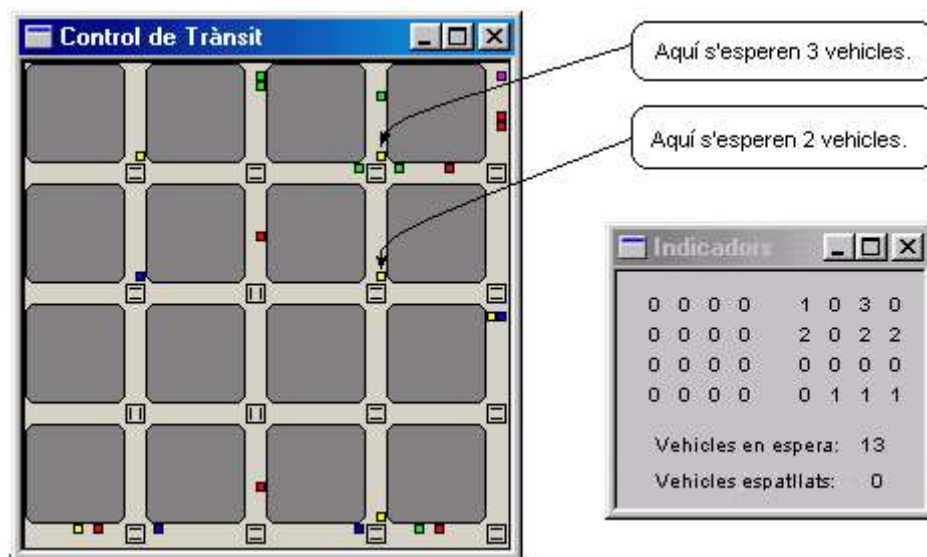 Control de Trànsit
Aquí s'esperen 3 vehicles.
Aquí s'esperen 2 vehicles.
Indicadors
0 0 0 0 1 0 3 0
0 0 0 0 2 0 2 2
0 0 0 0 0 0 0 0
0 0 0 0 0 1 1 1
Vehicles en espera: 13
Vehicles espatllats: 0